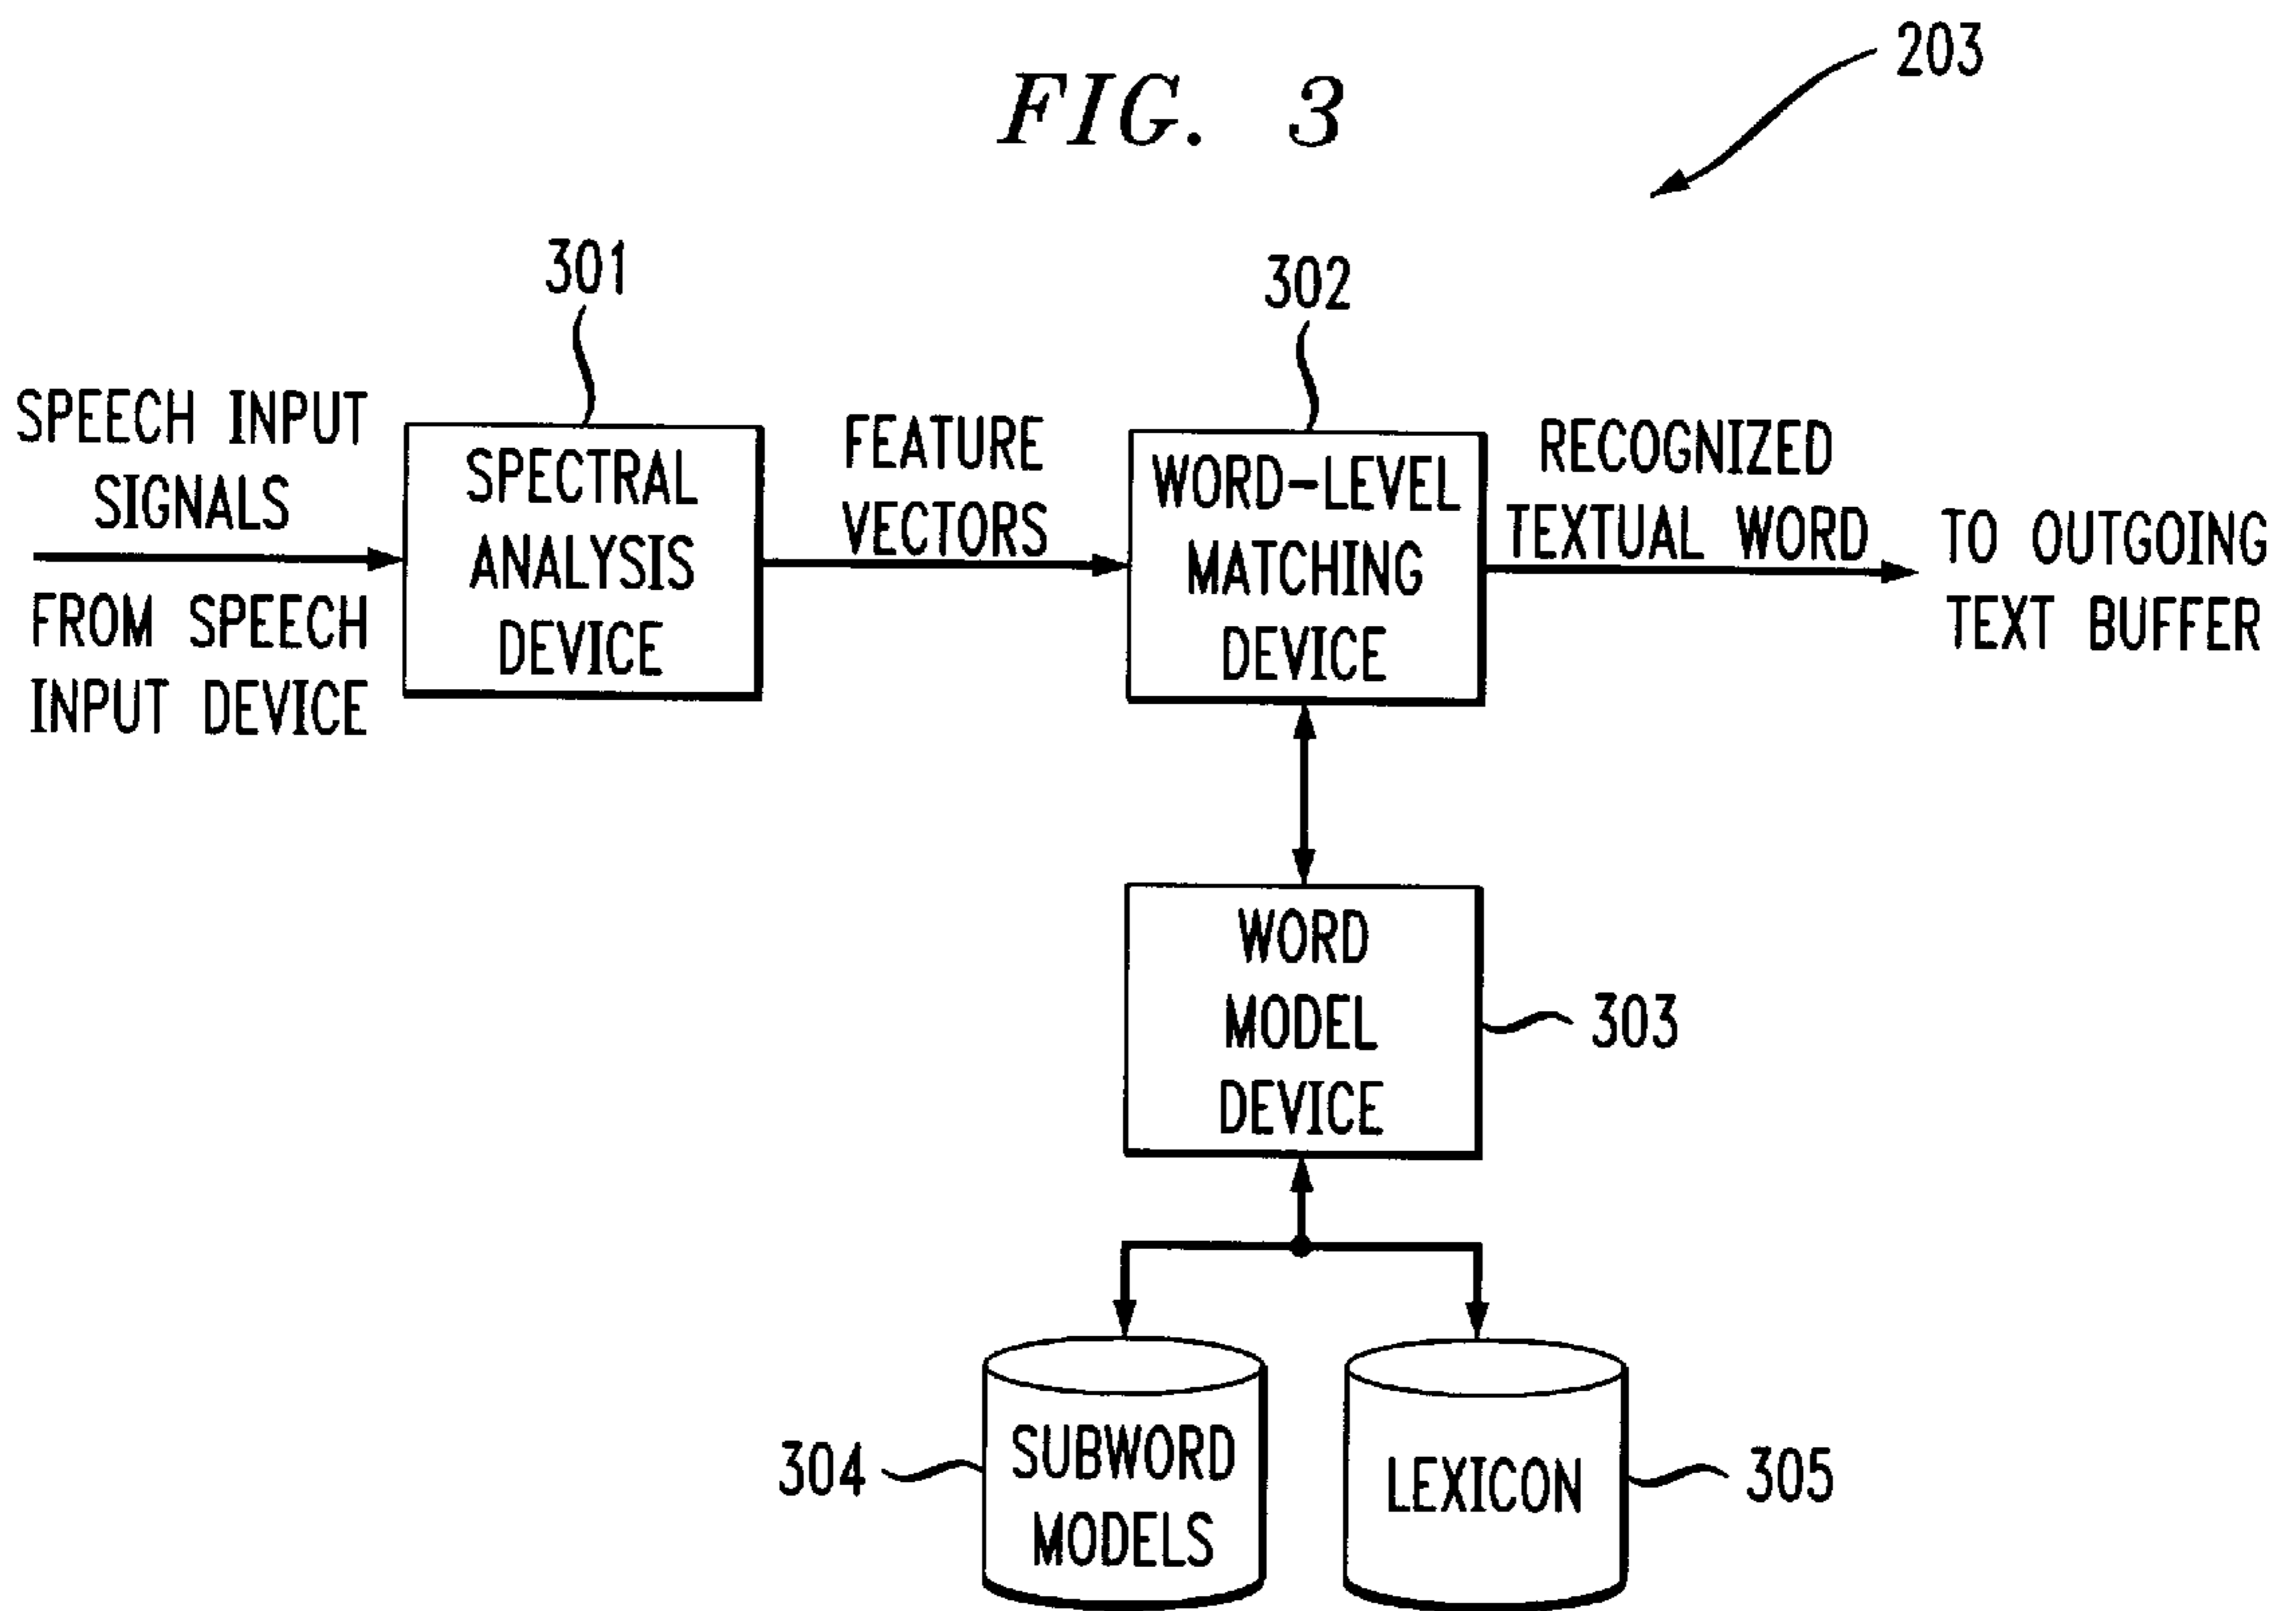 FIG. 3
203
301
302
SPEECH INPUT
SIGNALS
FROM SPEECH
INPUT DEVICE
SPECTRAL
ANALYSIS
DEVICE
FEATURE
VECTORS
WORD-LEVEL
MATCHING
DEVICE
RECOGNIZED
TEXTUAL WORD
TO OUTGOING
TEXT BUFFER
WORD
MODEL
DEVICE
303
304
SUBWORD
MODELS
LEXICON
305